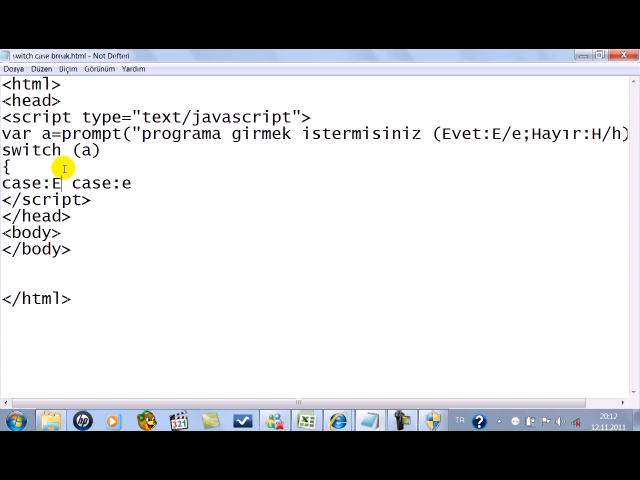 switch case break.html - Not Defteri
Dosya Düzen Biçim Görünüm Yardım
<html>
<head>
<script type="text/javascript">
var a=prompt("programa girmek istermisiniz (Evet:E/e;Hayır:H/h)
switch (a)
{
case:E case:e
</script>
</head>
<body>
</body>
</html>
TR
20:12
12.11.2011